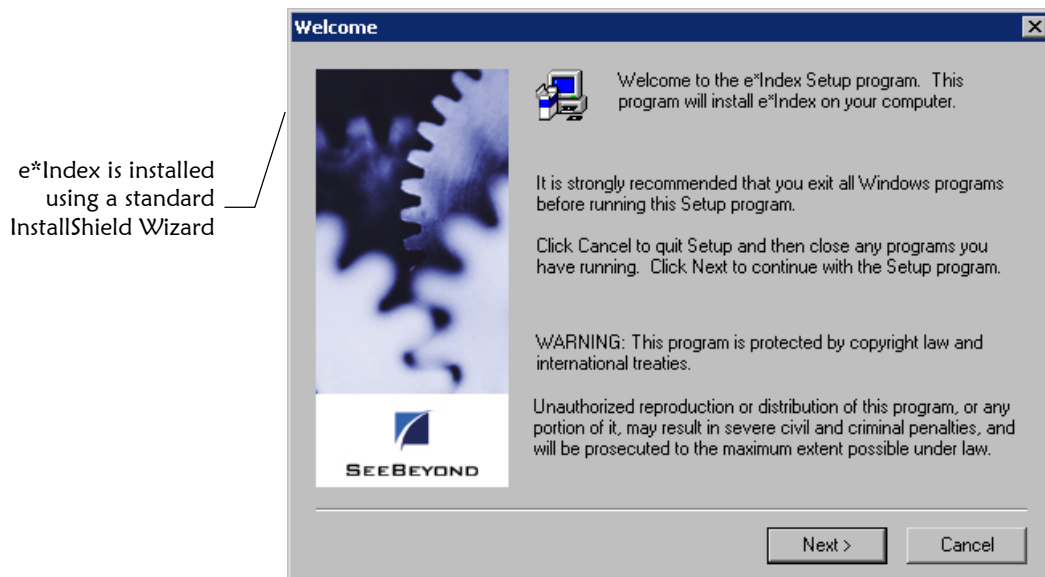 e*Index is installed
using a standard
InstallShield Wizard
Welcome
Welcome to the e*Index Setup program. This
program will install e*Index on your computer.
It is strongly recommended that you exit all Windows programs
before running this Setup program.
Click Cancel to quit Setup and then close any programs you
have running. Click Next to continue with the Setup program.
WARNING: This program is protected by copyright law and
international treaties.
Unauthorized reproduction or distribution of this program, or any
portion of it, may result in severe civil and criminal penalties, and
will be prosecuted to the maximum extent possible under law.
SEEBEYOND
Next >
Cancel